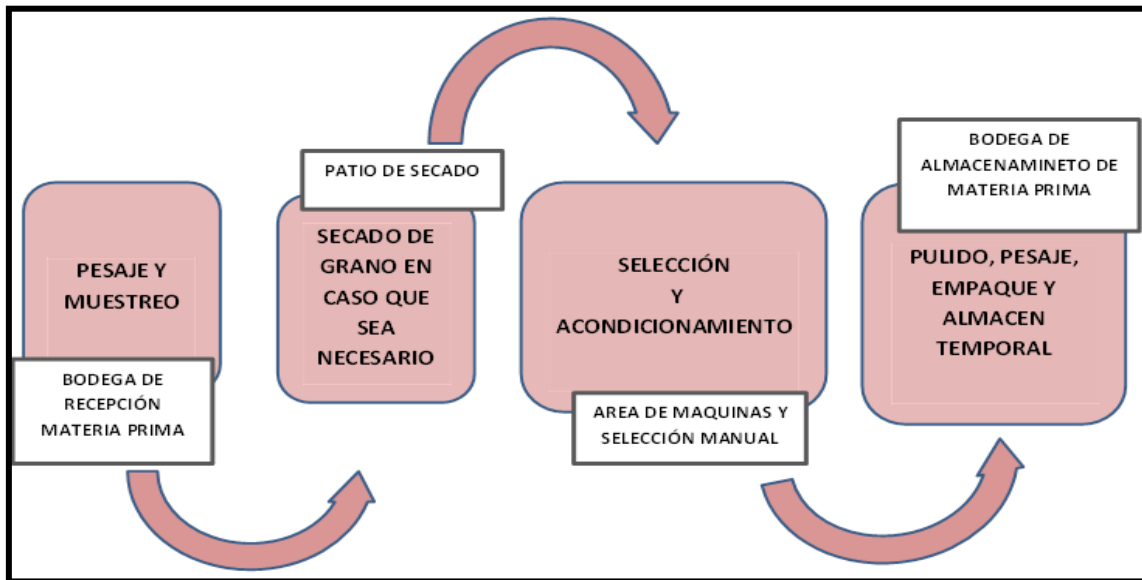 PESAJE Y
MUESTREO
BODEGA DE
RECEPCIÓN
MATERIA PRIMA
PATIO DE SECADO
SECADO DE
GRANO EN
CASO QUE
SEA
NECESARIO
SELECCIÓN
Y
ACONDICIONAMIENTO
AREA DE MAQUINAS Y
SELECCIÓN MANUAL
BODEGA DE
ALMACENAMINETO DE
MATERIA PRIMA
PULIDO, PESAJE,
EMPAQUE Y
ALMACEN
TEMPORAL